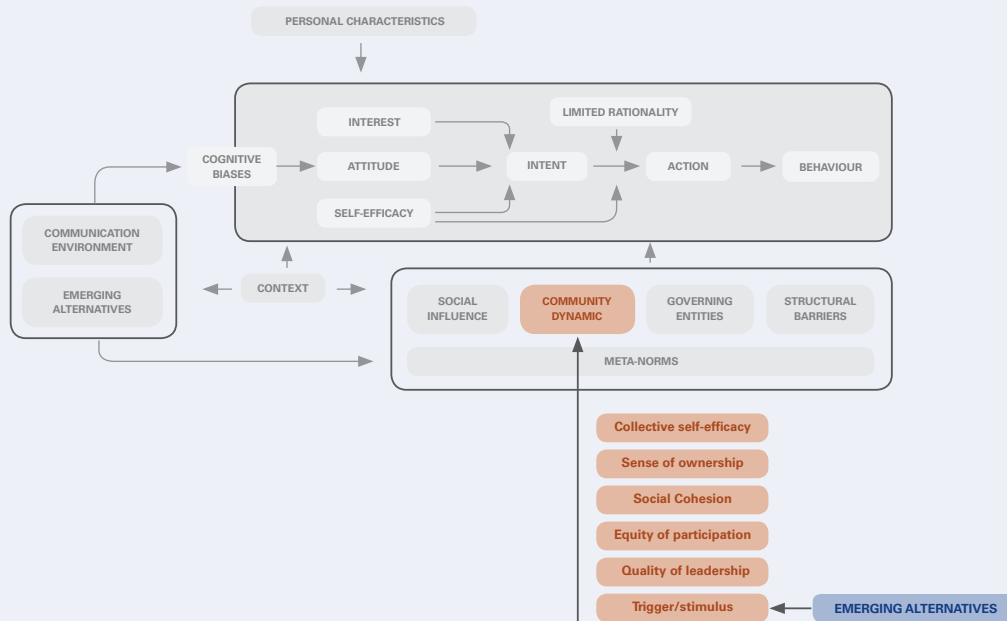 PERSONAL CHARACTERISTICS
INTEREST
LIMITED RATIONALITY
COGNITIVE
BIASES
ATTITUDE
INTENT
ACTION
BEHAVIOUR
SELF-EFFICACY
COMMUNICATION
ENVIRONMENT
EMERGING
ALTERNATIVES
CONTEXT
SOCIAL
INFLUENCE
COMMUNITY
DYNAMIC
GOVERNING
ENTITIES
STRUCTURAL
BARRIERS
META-NORMS
Collective self-efficacy
Sense of ownership
Social Cohesion
Equity of participation
Quality of leadership
Trigger/stimulus
EMERGING ALTERNATIVES